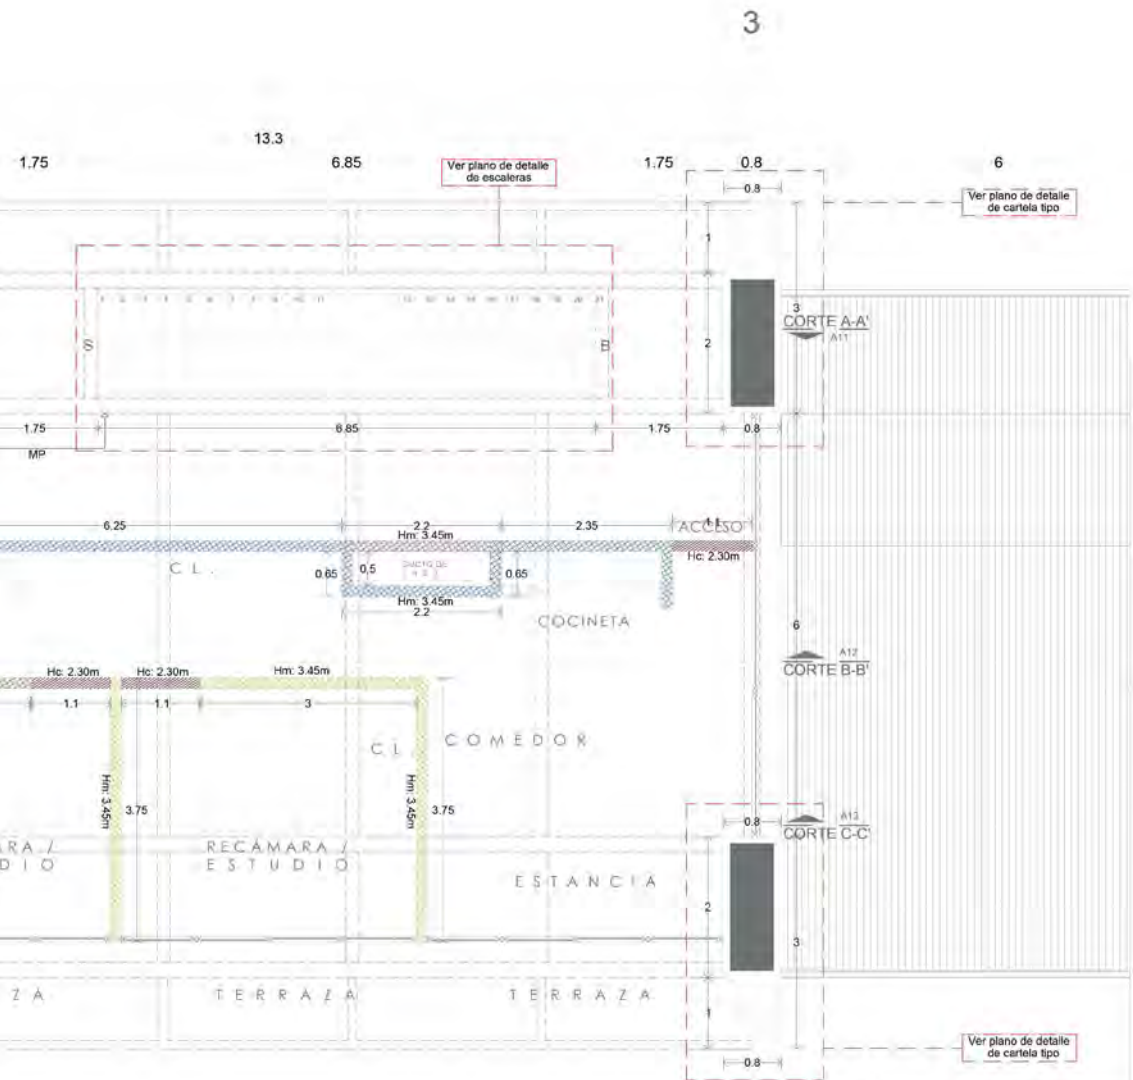 3
13.3
1.75
6.85
1.75
0.8
6
Ver plano de detalle
de escaleras
0.8
Ver plano de detalle
de cartela tipo
1
3
CORTE A-A'
A11
S
B
2
1.75
6.85
1.75
0.8
MP
6.25
2.2
2.35
ACCESO
Hm: 3.45m
Hc: 2.30m
C L .
0.65
0.5
DUCTO DE
0.65
Hm: 3.45m
2.2
COCINETA
6
A12
CORTE B-B'
Hc: 2.30m
Hc: 2.30m
Hm: 3.45m
1.1
1.1
3
C L .
COMEDOR
Hm: 3.45m
3.75
Hm: 3.45m
3.75
0.8
A13
CORTE C-C'
ARA /
DIO
RECÁMARA /
ESTUDIO
ESTANCIA
2
3
ZA
TERRAZA
TERRAZA
1
0.8
Ver plano de detalle
de cartela tipo